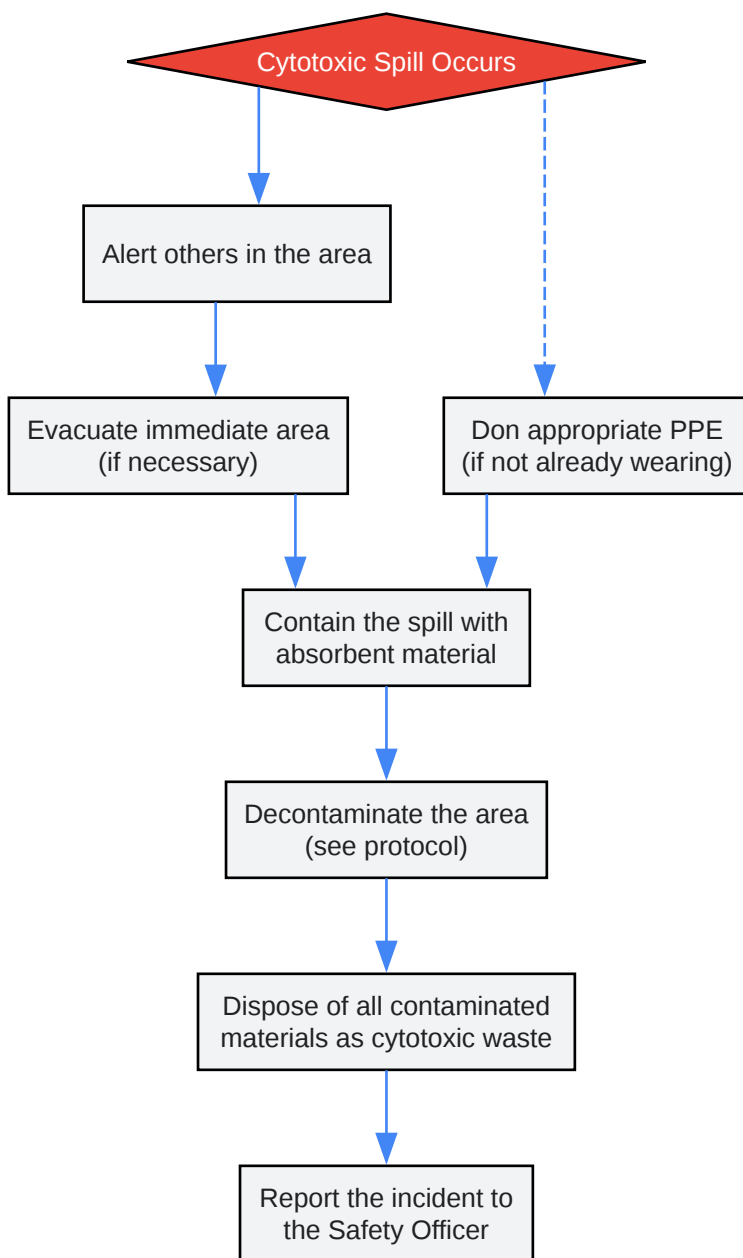 Cytotoxic Spill Occurs
Alert others in the area
Evacuate immediate area
(if necessary)
Don appropriate PPE
(if not already wearing)
Contain the spill with
absorbent material
Decontaminate the area
(see protocol)
Dispose of all contaminated
materials as cytotoxic waste
Report the incident to
the Safety Officer